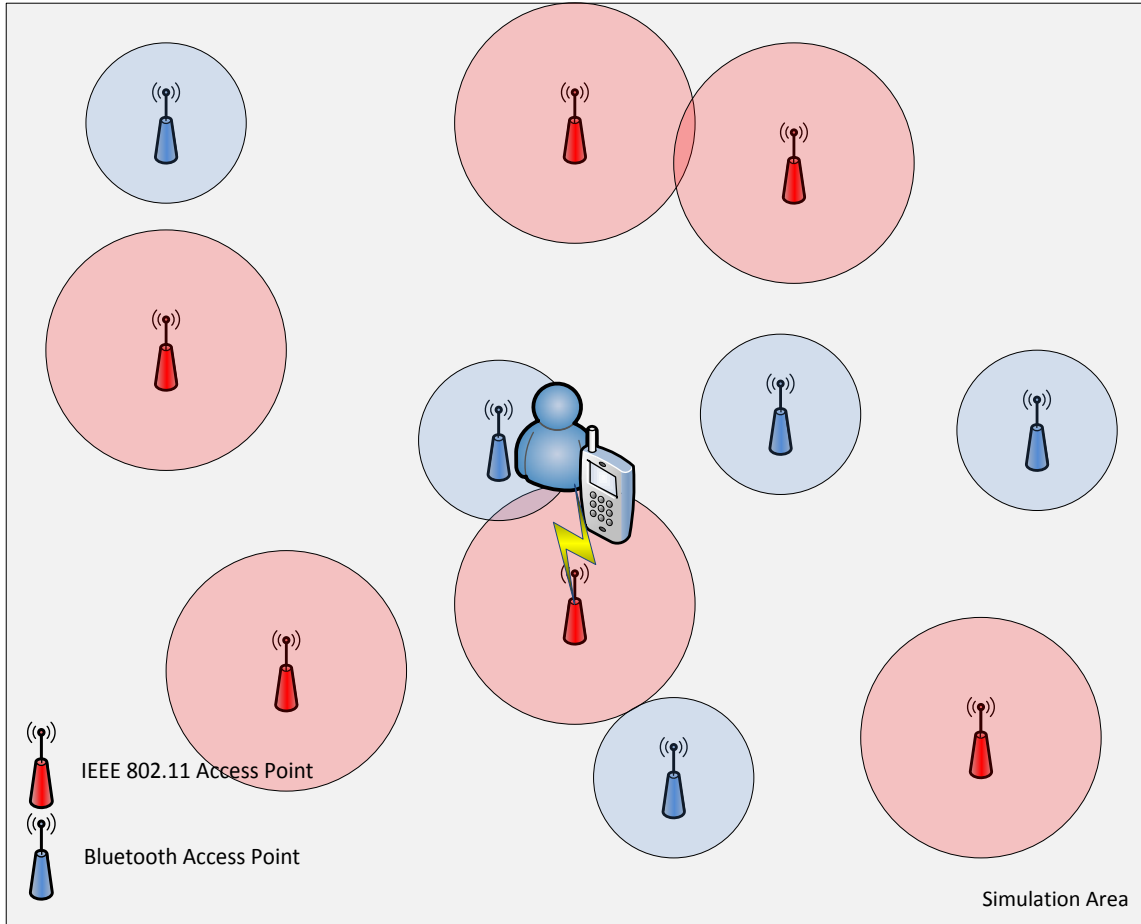 IEEE 802.11 Access Point
Bluetooth Access Point
Simulation Area